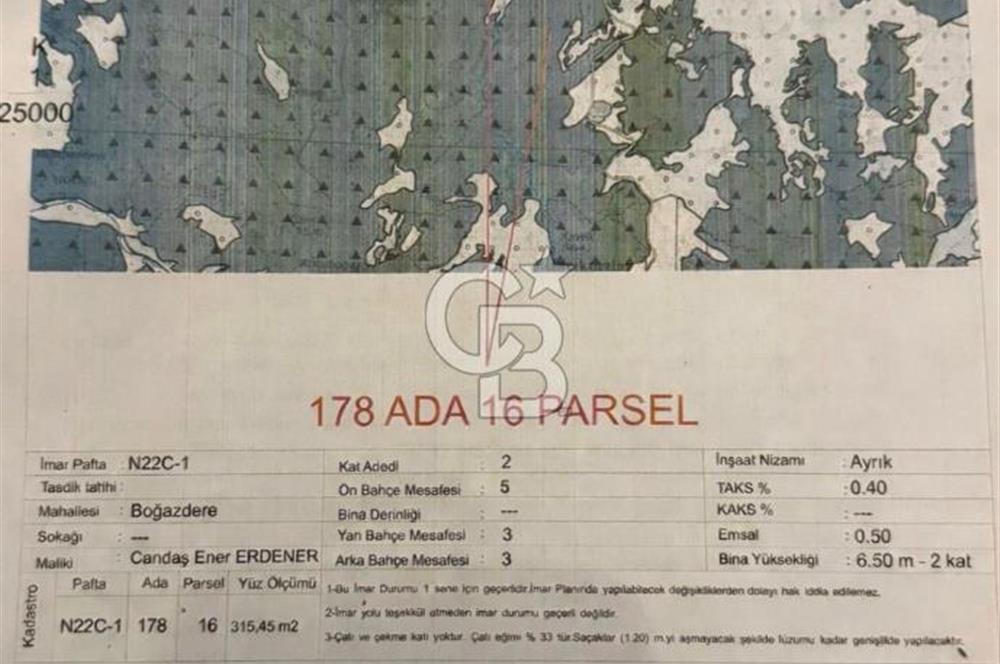 K
25000
CB
178 ADA 16 PARSEL
İmar Pafta : N22C-1 Kat Adedi : 2 İnşaat Nizamı : Ayrık
Tasdik tarihi : Ön Bahçe Mesafesi : 5 TAKS % : 0.40
Mahallesi : Boğazdere Bina Derinliği : --- KAKS % : ---
Sokağı : --- Yan Bahçe Mesafesi : 3 Emsal : 0.50
Maliki : Candaş Ener ERDENER Arka Bahçe Mesafesi : 3 Bina Yüksekliği : 6.50 m - 2 kat
Kadastro
Pafta Ada Parsel Yüz Ölçümü
N22C-1 178 16 315,45 m2
1-Bu İmar Durumu 1 sene için geçerlidir.İmar Planında yapılabilecek değişikliklerden dolayı hak iddia edilemez.
2-İmar yolu teşekkül etmeden imar durumu geçerli değildir.
3-Çatı ve çekme katı yoktur. Çatı eğimi % 33 tür.Saçaklar (1.20) m.yi aşmayacak şekilde lüzumu kadar genişlikte yapılacaktır.